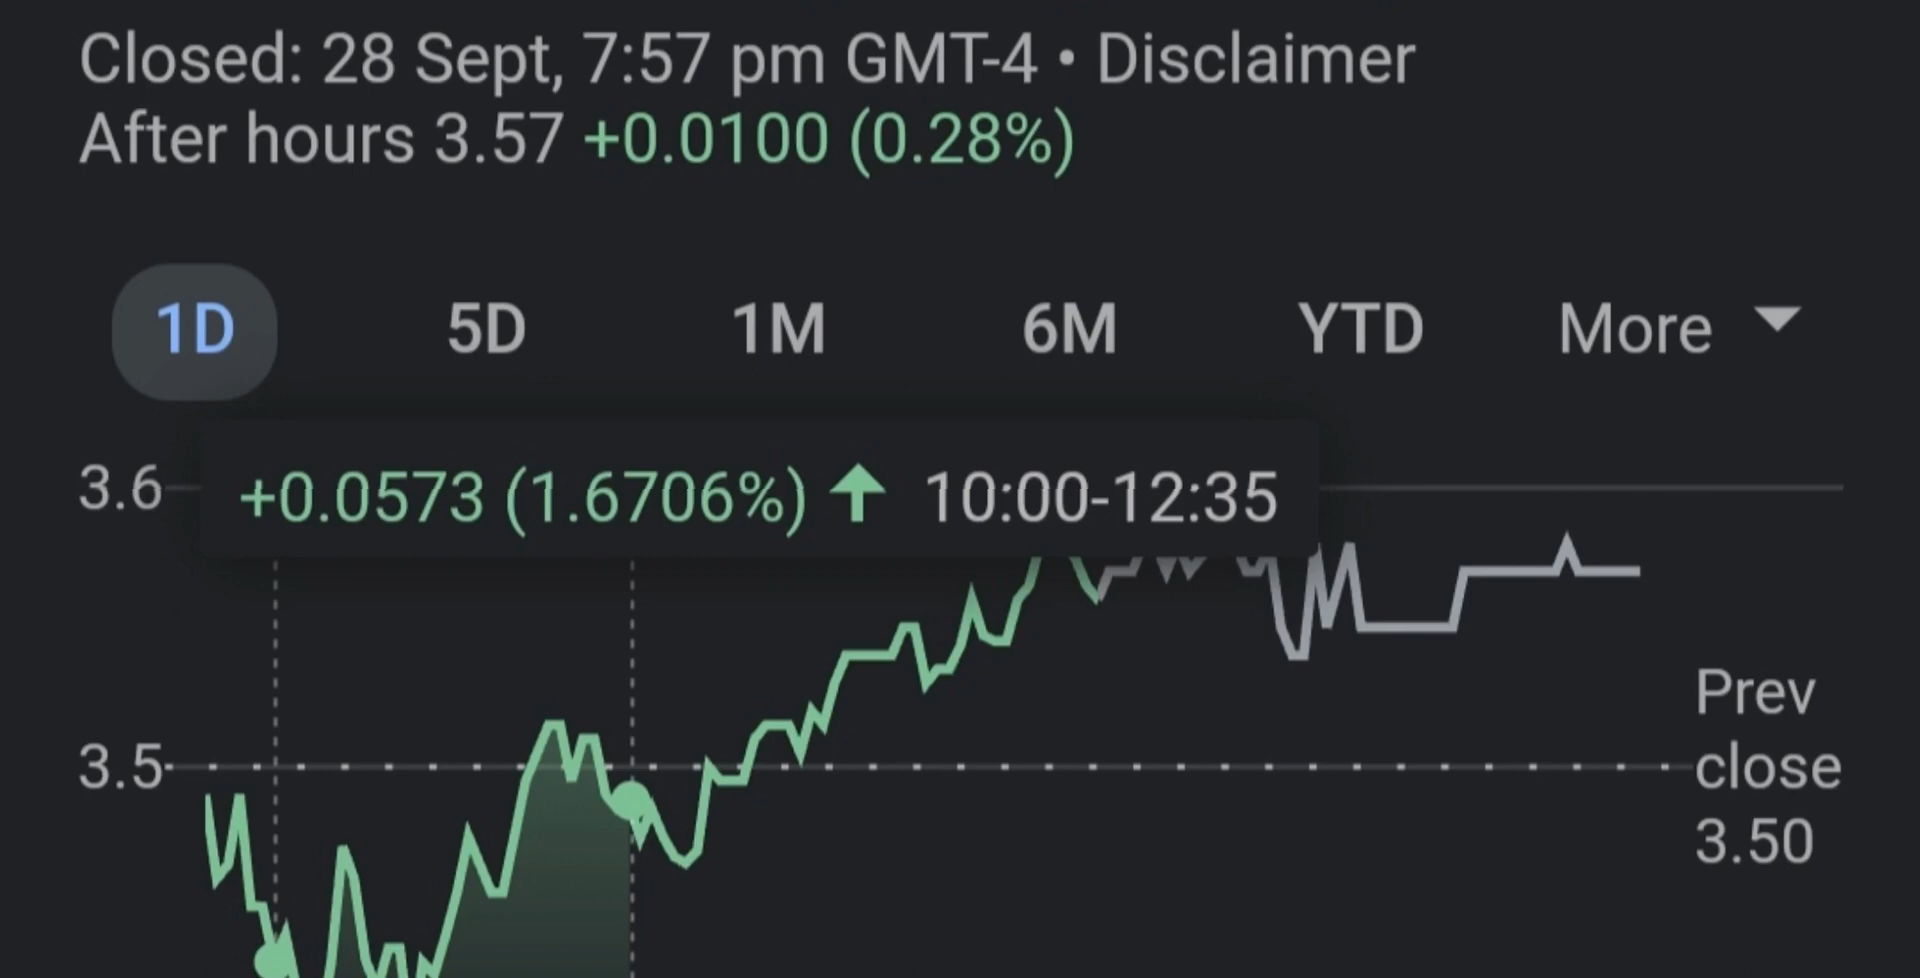 Closed: 28 Sept, 7:57 pm GMT-4 • Disclaimer
After hours 3.57 +0.0100 (0.28%)
1D 5D 1M 6M YTD More
+0.0573 (1.6706%) 10:00-12:35
3.6
3.5
Prev
close
3.50